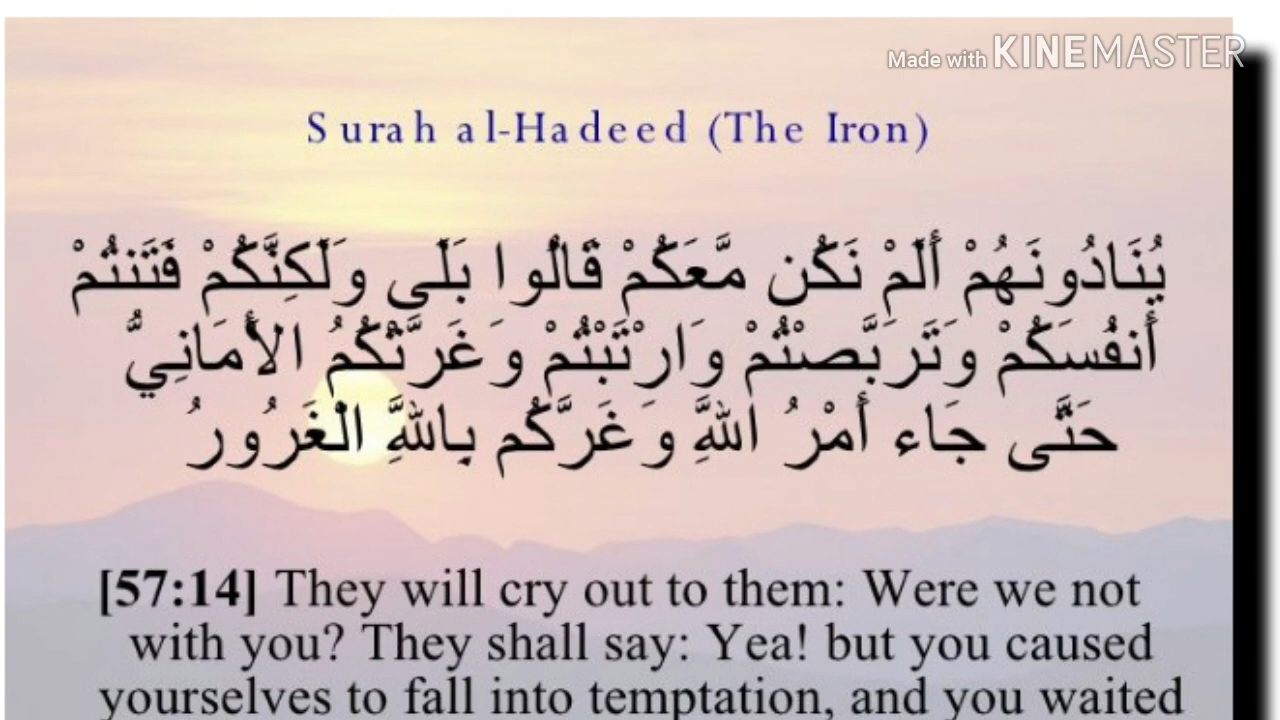 Made with KINEMASTER
Surah al-Hadeed (The Iron)
يُنَادُونَهُمْ أَلَمْ نَكُن مَّعَكُمْ قَالُوا بَلَى وَلَكِنَّكُمْ فَتَنتُمْ
أَنفُسَكُمْ وَتَرَبَّصْتُمْ وَارْتَبْتُمْ وَغَرَّتْكُمُ الْأَمَانِيُّ
حَتَّى جَاء أَمْرُ اللَّهِ وَغَرَّكُم بِاللَّهِ الْغَرُورُ
[57:14] They will cry out to them: Were we not
with you? They shall say: Yea! but you caused
yourselves to fall into temptation, and you waited